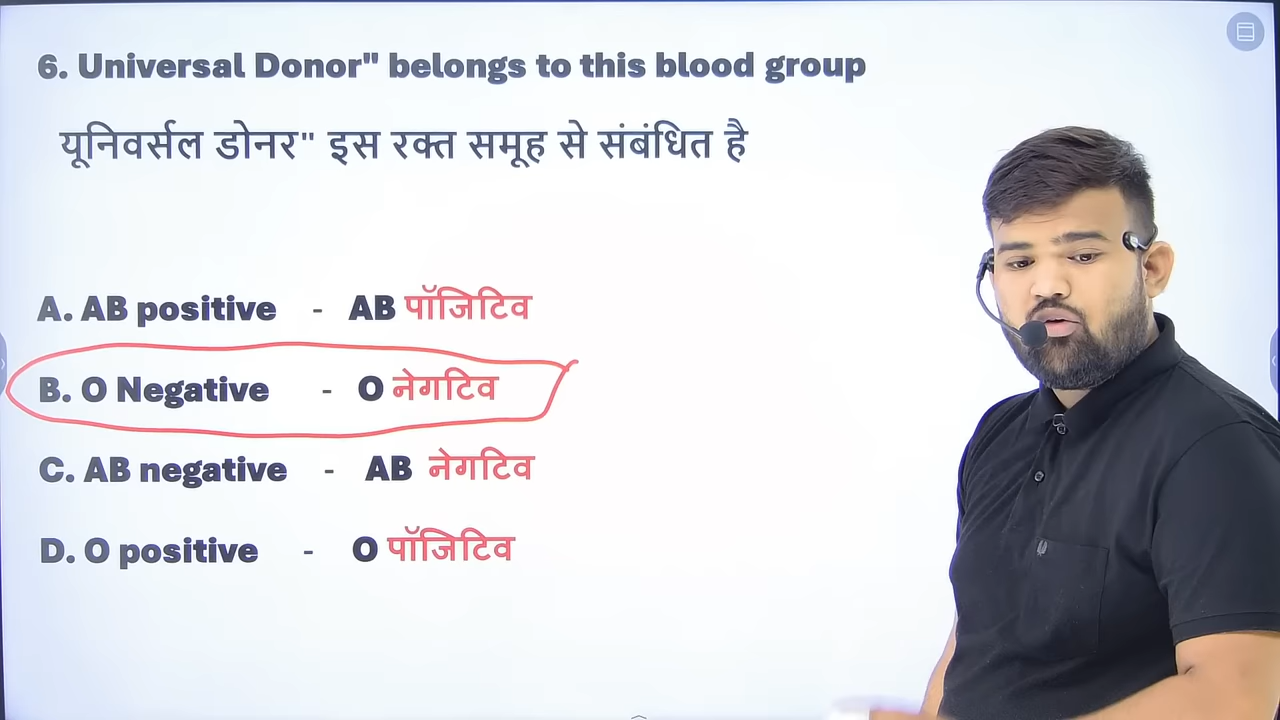 6. Universal Donor" belongs to this blood group
यूनिवर्सल डोनर" इस रक्त समूह से संबंधित है
A. AB positive - AB पॉजिटिव
B. O Negative - O नेगटिव
C. AB negative - AB नेगटिव
D. O positive - O पॉजिटिव